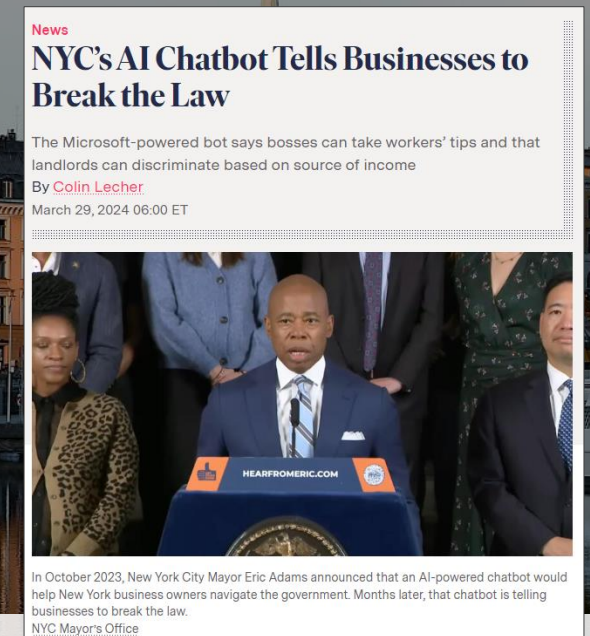 News
NYC's AI Chatbot Tells Businesses to
Break the Law
The Microsoft-powered bot says bosses can take workers' tips and that
landlords can discriminate based on source of income
By Colin Lecher
March 29, 2024 06:00 ET
HEARFROMERIC.COM
In October 2023, New York City Mayor Eric Adams announced that an AI-powered chatbot would
help New York business owners navigate the government. Months later, that chatbot is telling
businesses to break the law.
NYC Mayor's Office